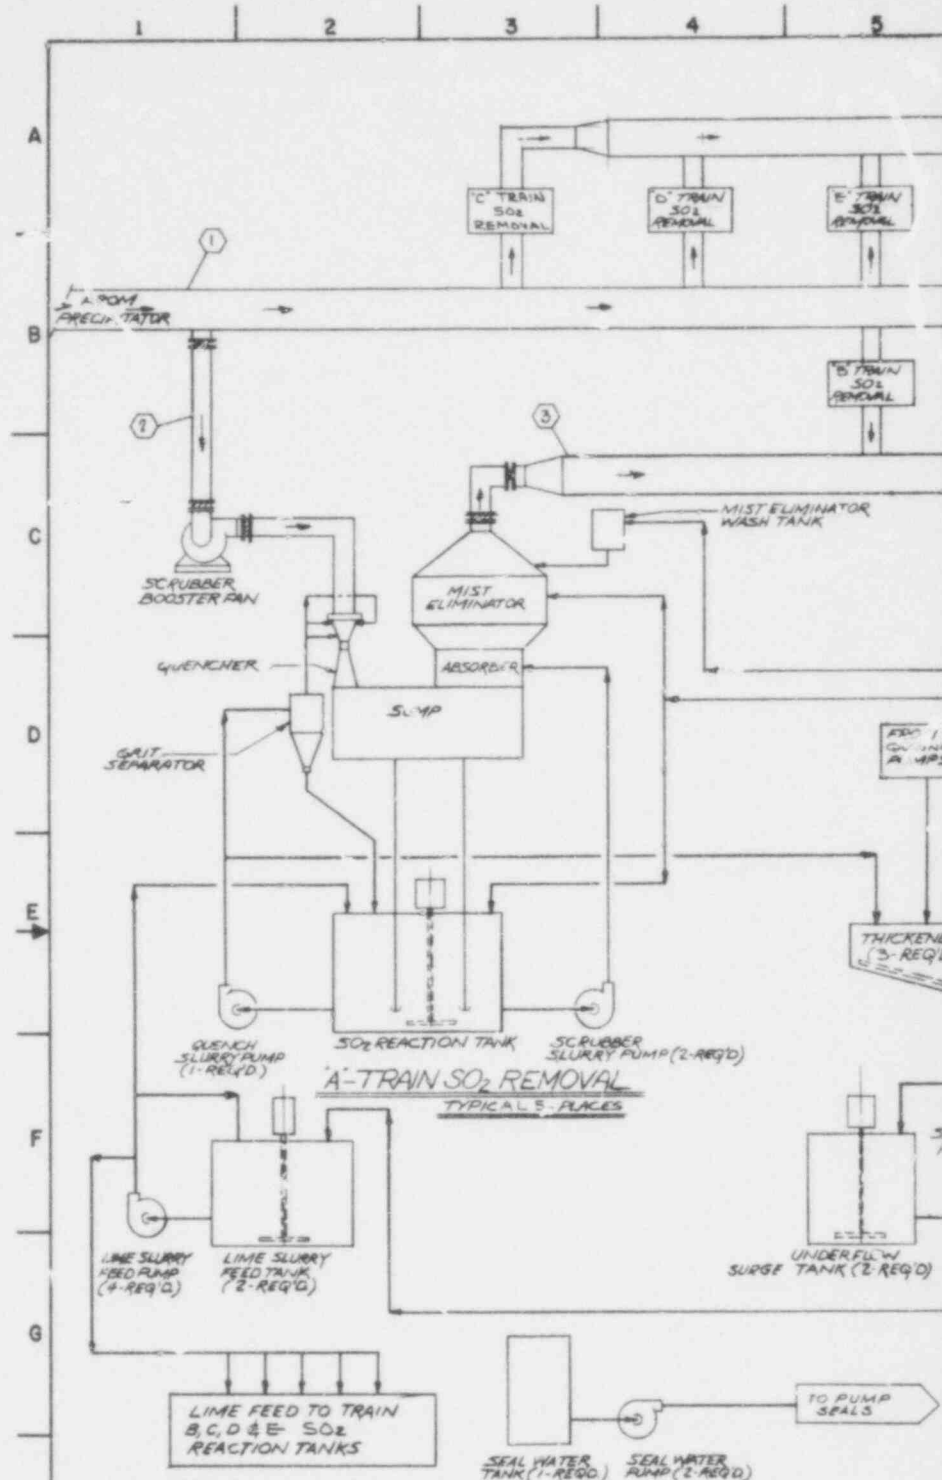 1 2 3 4 5
A
"C" TRAIN
SO2
REMOVAL
"D" TRAIN
SO2
REMOVAL
"E" TRAIN
SO2
REMOVAL
1
PRECIPITATOR
B
"B" TRAIN
SO2
REMOVAL
2
3
MIST ELIMINATOR
WASH TANK
C
SCRUBBER
BOOSTER FAN
MIST
ELIMINATOR
QUENCHER
ABSORBER
SUMP
D
GRIT
SEPARATOR
E
THICKENE
(3-REQ'D
QUENCH
SLURRY PUMP
(1-REQ'D)
SO2 REACTION TANK
SCRUBBER
SLURRY PUMP (2-REQ'D)
"A"-TRAIN SO2 REMOVAL
TYPICAL 5-PLACES
F
LIME SLURRY
FEED PUMP
(4-REQ'D)
LIME SLURRY
FEED TANK
(2-REQ'D)
UNDERFLOW
SURGE TANK (2-REQ'D)
G
LIME FEED TO TRAIN
B, C, D & E SO2
REACTION TANKS
TO PUMP
SEALS
SEAL WATER
TANK (1-REQD)
SEAL WATER
PUMP (2-REQ'D)